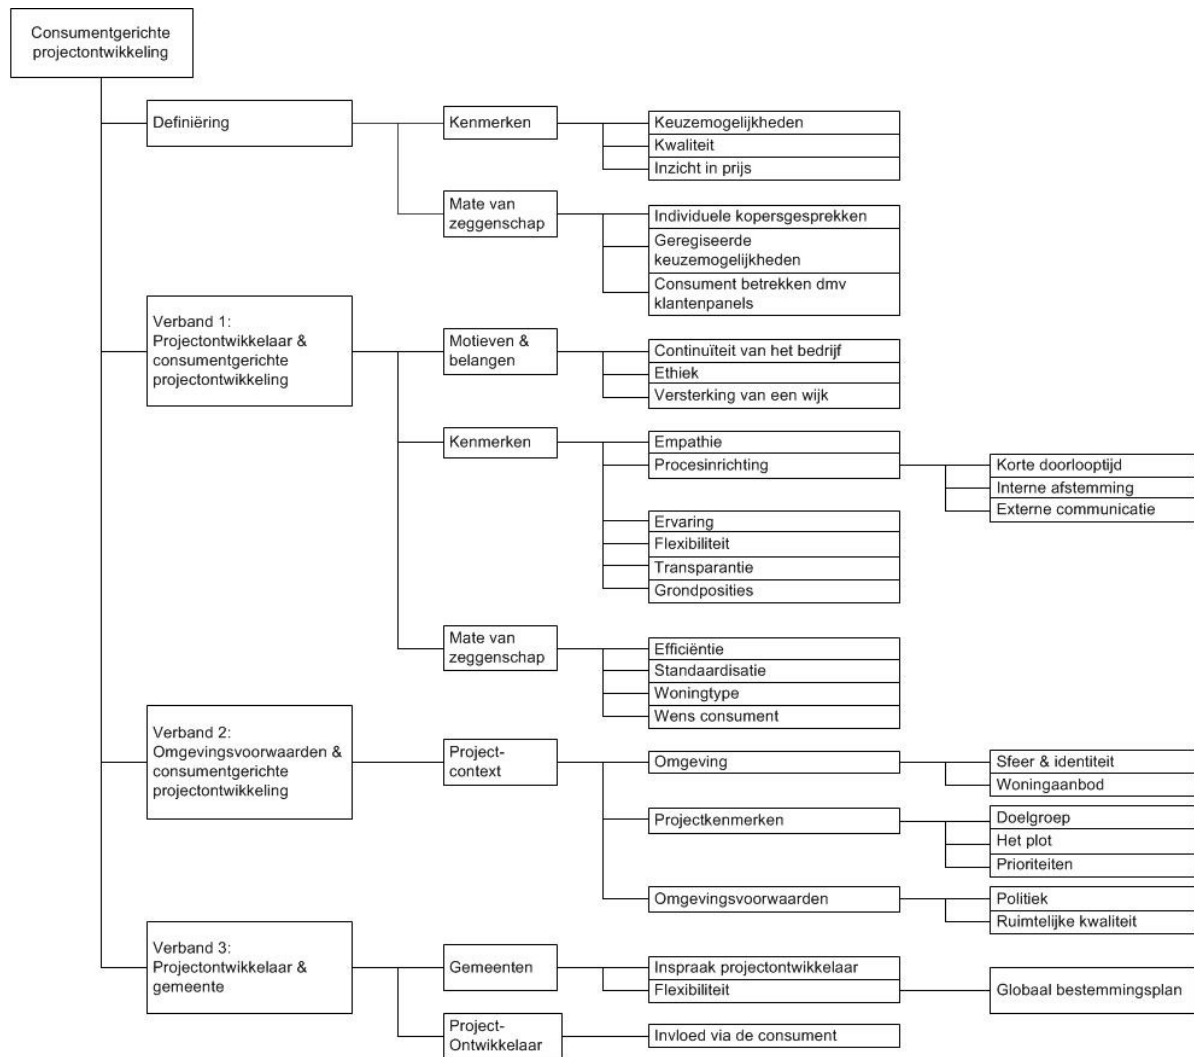 Consumentgerichte
projectontwikkeling
Definiëring
Kenmerken
Keuzemogelijkheden
Kwaliteit
Inzicht in prijs
Mate van
zeggenschap
Individuele kopersgesprekken
Geregiseerde
keuzemogelijkheden
Consument betrekken dmv
klantenpanels
Verband 1:
Projectontwikkelaar &
consumentgerichte
projectontwikkeling
Motieven &
belangen
Continuïteit van het bedrijf
Ethiek
Versterking van een wijk
Kenmerken
Empathie
Procesinrichting
Korte doorlooptijd
Interne afstemming
Externe communicatie
Ervaring
Flexibiliteit
Transparantie
Grondposities
Mate van
zeggenschap
Efficiëntie
Standaardisatie
Woningtype
Wens consument
Verband 2:
Omgevingsvoorwaarden &
consumentgerichte
projectontwikkeling
Project-
context
Omgeving
Sfeer & identiteit
Woningaanbod
Projectkenmerken
Doelgroep
Het plot
Prioriteiten
Omgevingsvoorwaarden
Politiek
Ruimtelijke kwaliteit
Verband 3:
Projectontwikkelaar &
gemeente
Gemeenten
Inspraak projectontwikkelaar
Flexibiliteit
Globaal bestemmingsplan
Project-
Ontwikkelaar
Invloed via de consument